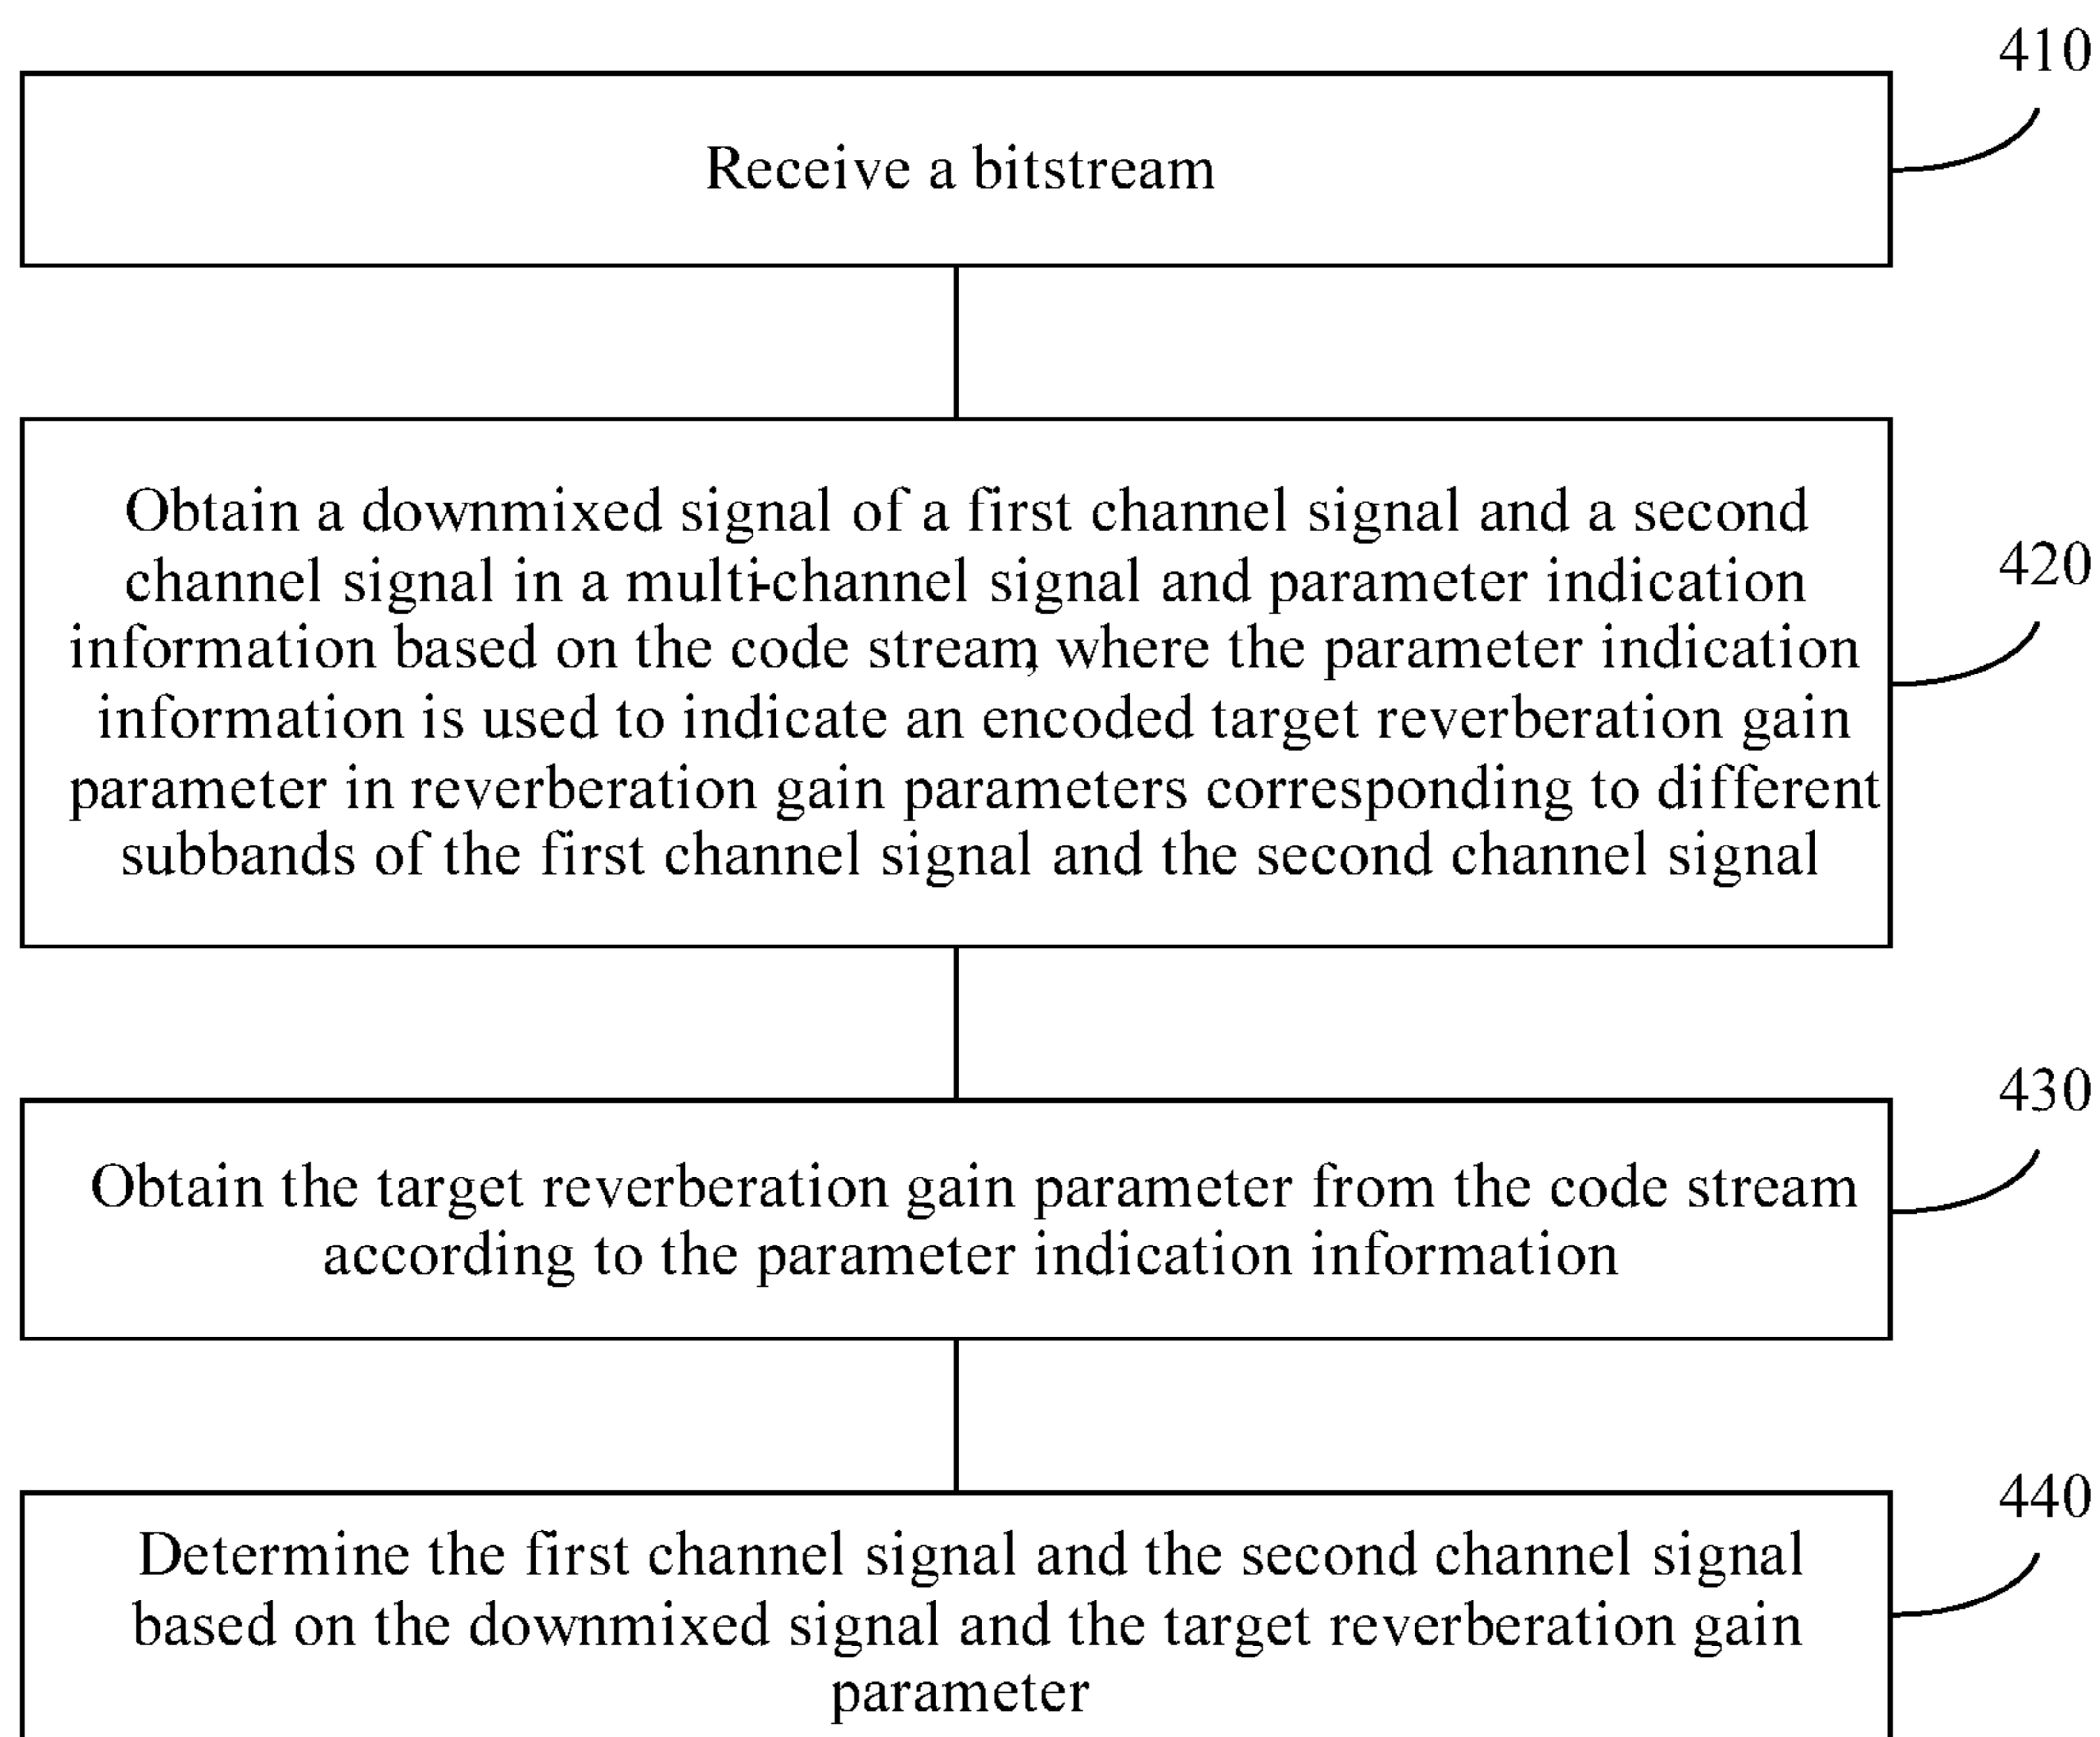 410
Receive a bitstream
Obtain a downmixed signal of a first channel signal and a second
channel signal in a multi-channel signal and parameter indication
information based on the code stream, where the parameter indication
information is used to indicate an encoded target reverberation gain
parameter in reverberation gain parameters corresponding to different
subbands of the first channel signal and the second channel signal
420
430
Obtain the target reverberation gain parameter from the code stream
according to the parameter indication information
440
Determine the first channel signal and the second channel signal
based on the downmixed signal and the target reverberation gain
parameter